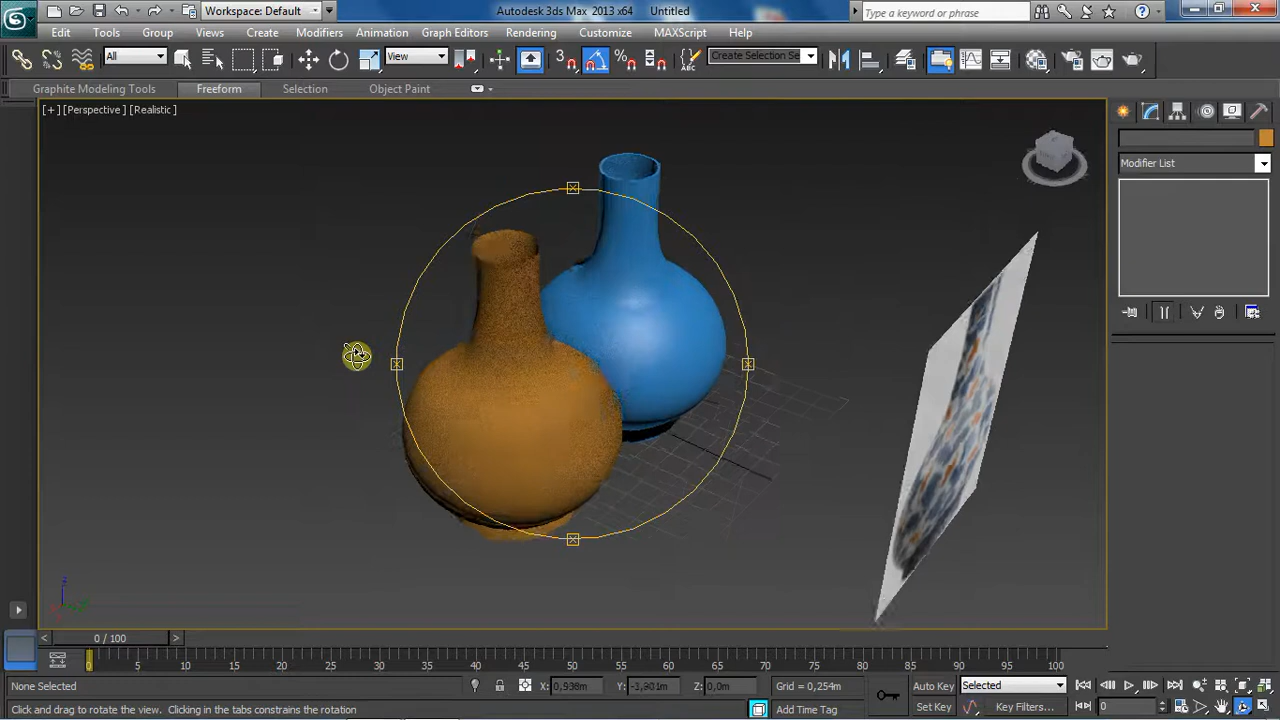 Workspace: Default
Autodesk 3ds Max 2013 x64 Untitled
Type a keyword or phrase
Edit Tools Group Views Create Modifiers Animation Graph Editors Rendering Customize MAXScript Help
All View 3 Create Selection Se
Graphite Modeling Tools Freeform Selection Object Paint
[+] [Perspective] [Realistic]
Modifier List
0 / 100
0 5 10 15 20 25 30 35 40 45 50 55 60 65 70 75 80 85 90 95 100
None Selected X: 0,938m Y: -3,301m Z: 0,0m Grid = 0,254m Auto Key Selected
Click and drag to rotate the view. Clicking in the tabs constrains the rotation Add Time Tag Set Key Key Filters... 0